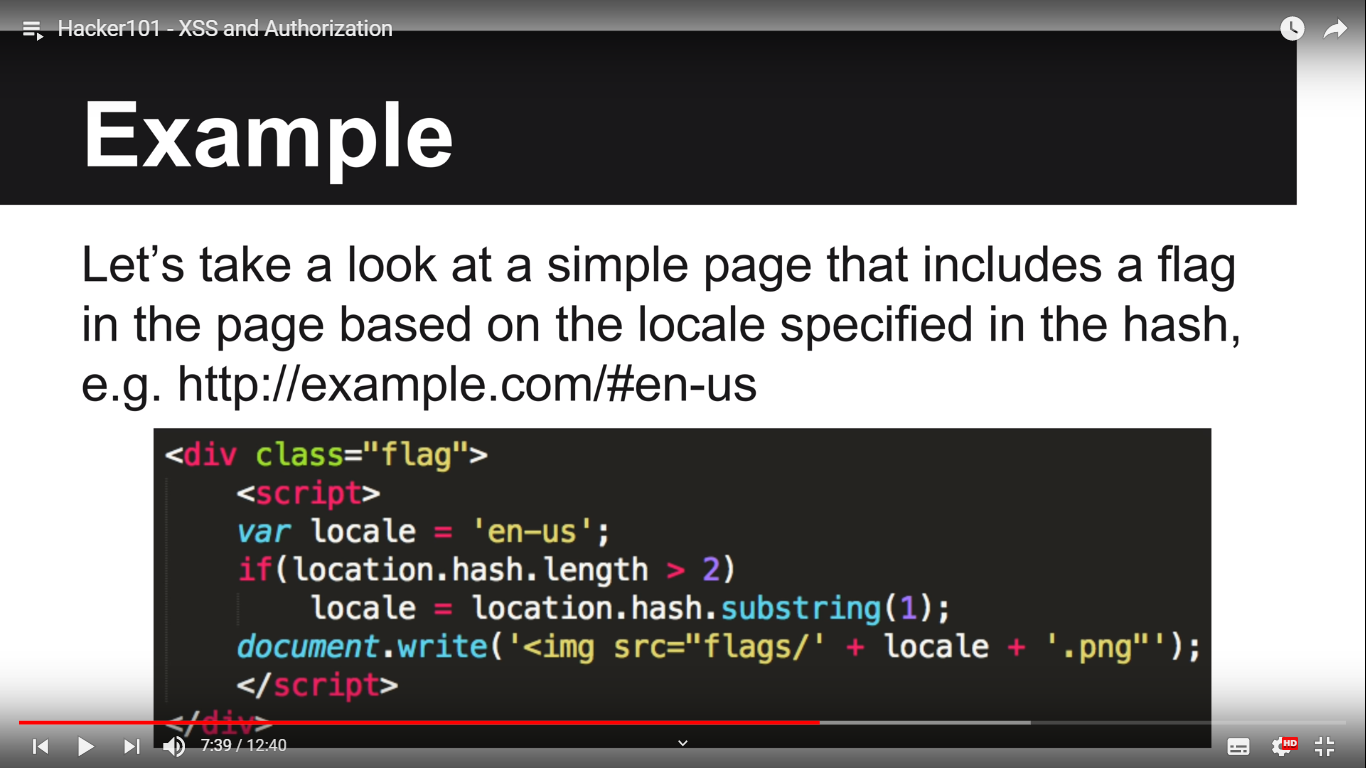 Hacker101 - XSS and Authorization
Example
Let’s take a look at a simple page that includes a flag
in the page based on the locale specified in the hash,
e.g. http://example.com/#en-us
<div class="flag">
<script>
var locale = 'en-us';
if(location.hash.length > 2)
locale = location.hash.substring(1);
document.write('<img src="flags/' + locale + '.png"');
</script>
</div>
7:39 / 12:40
HD